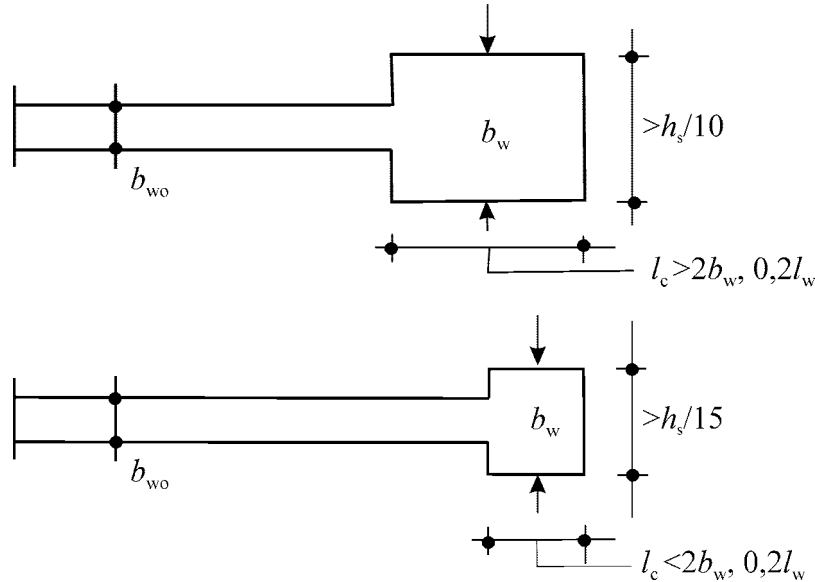 b_w
>h_s/10
b_wo
l_c>2b_w, 0,2l_w
b_w
>h_s/15
b_wo
l_c<2b_w, 0,2l_w